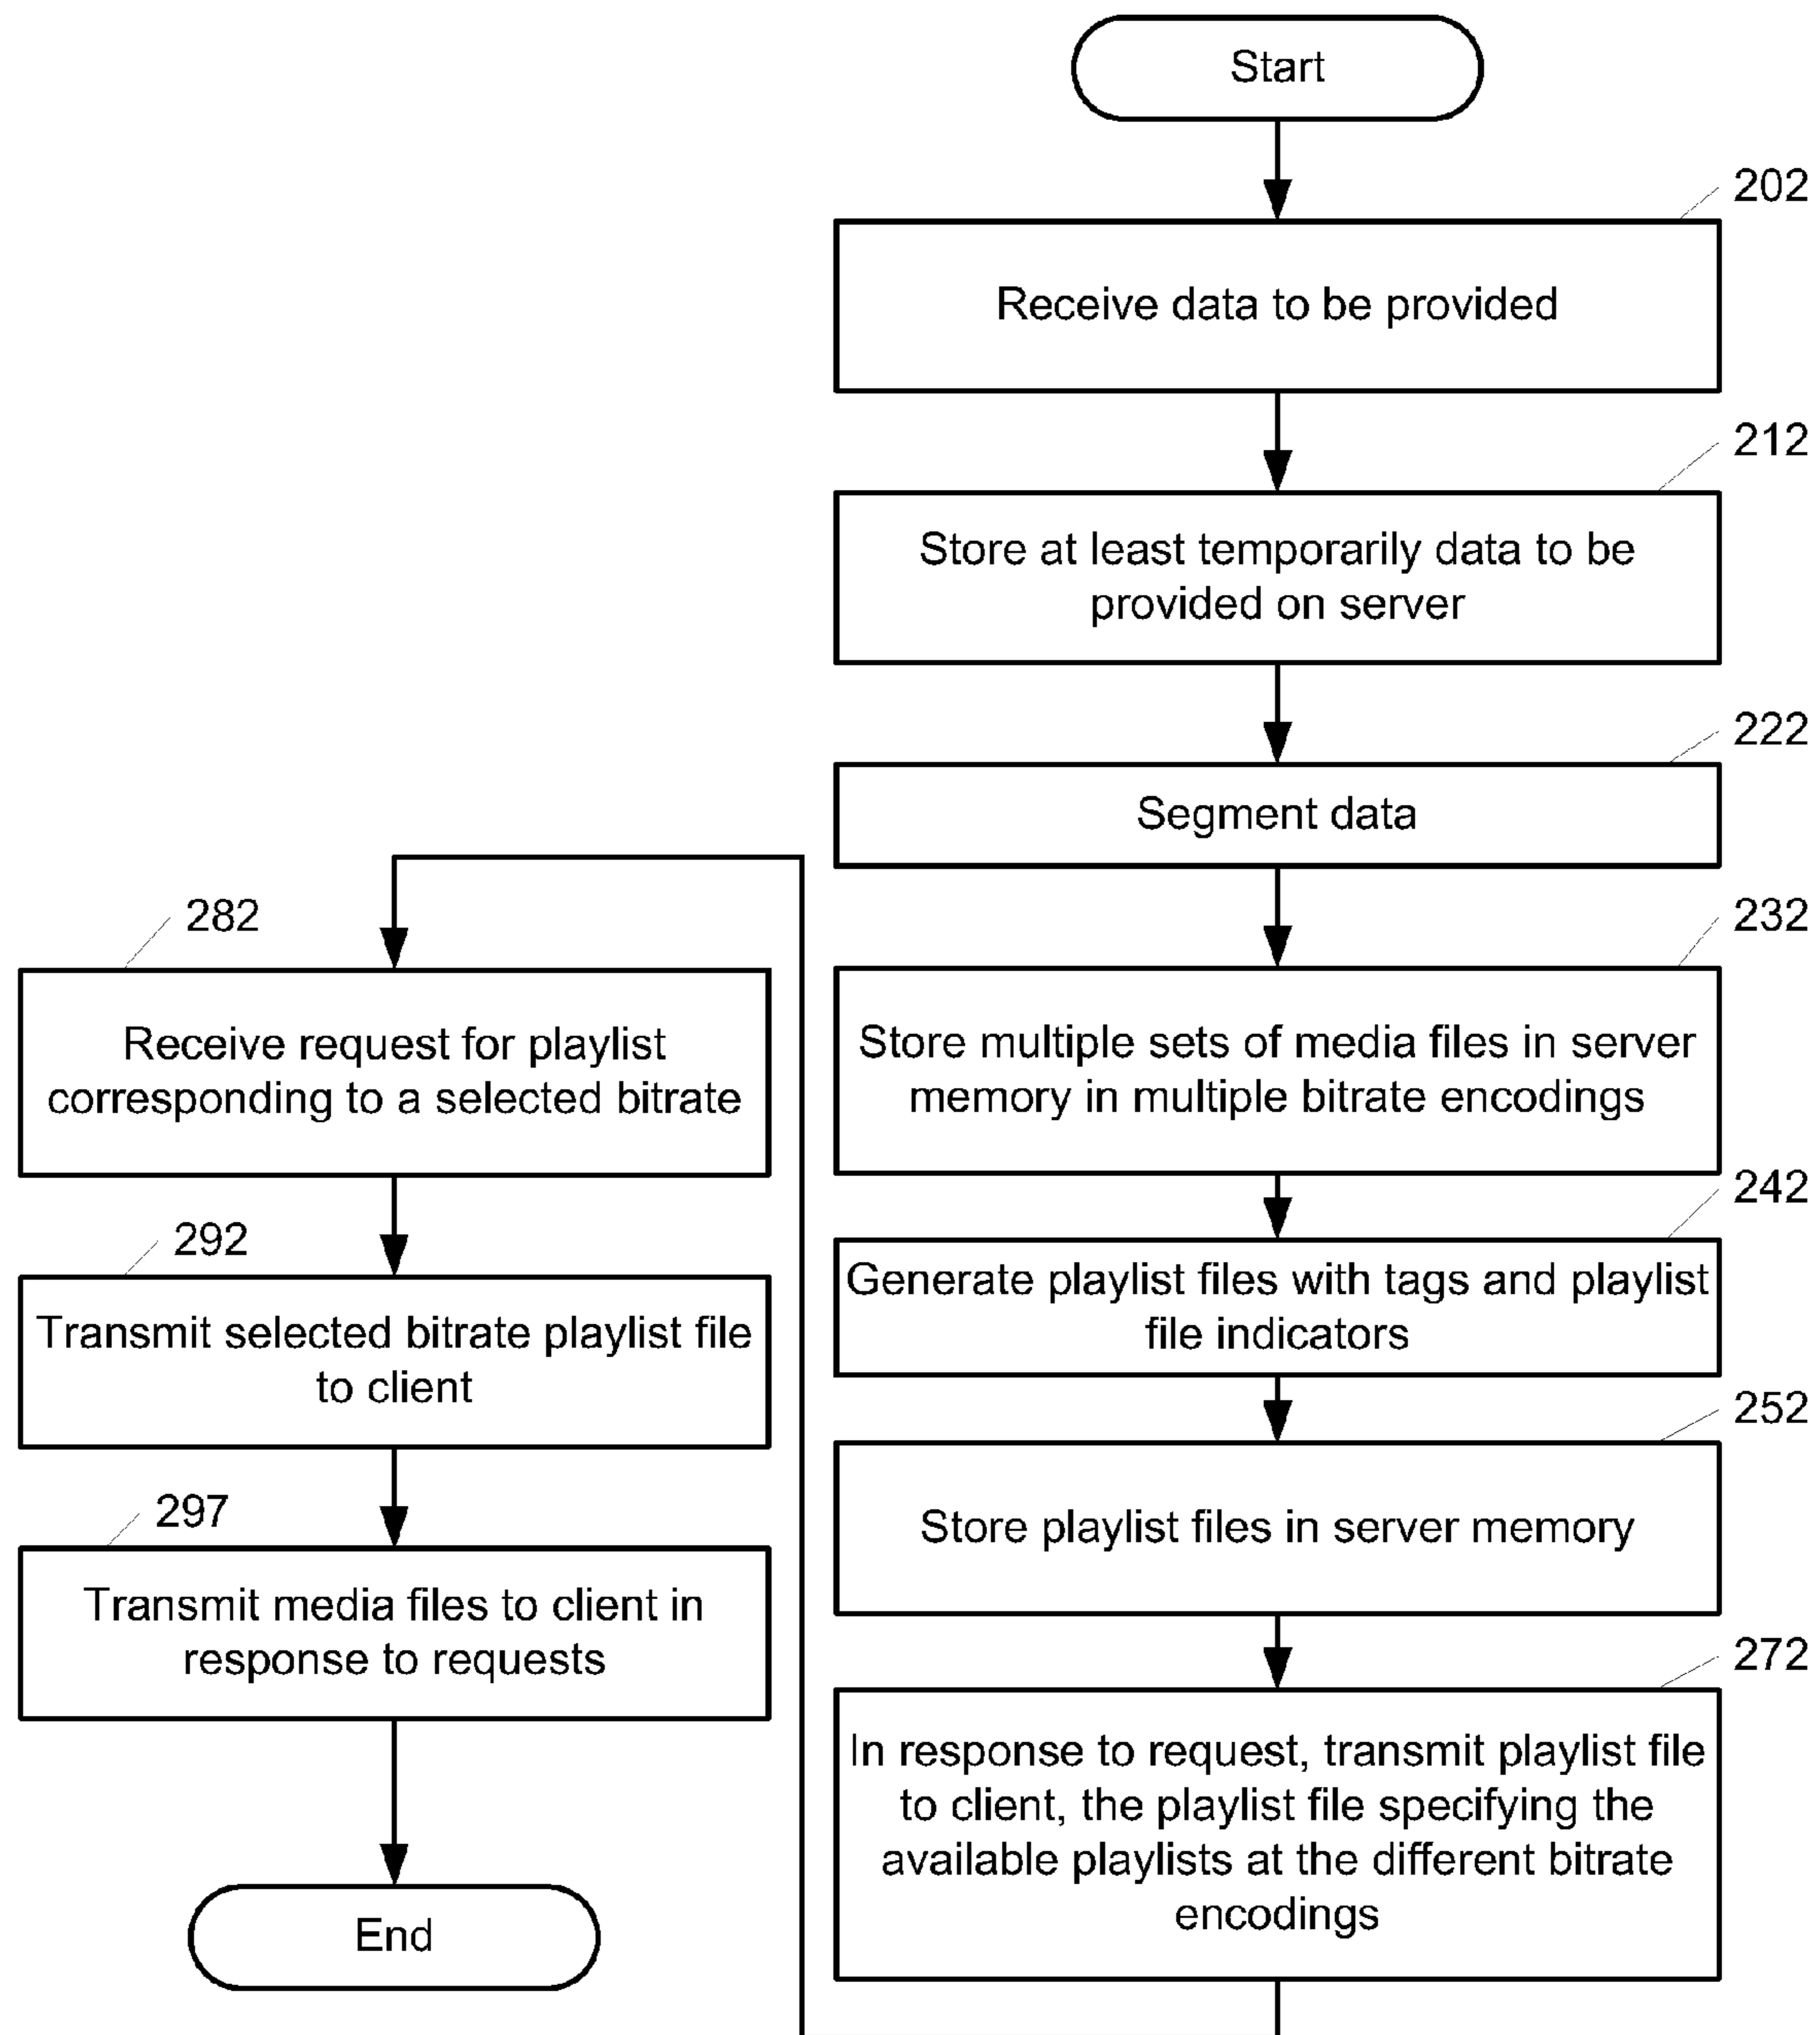 Start
202
Receive data to be provided
212
Store at least temporarily data to be
provided on server
222
Segment data
232
Store multiple sets of media files in server
memory in multiple bitrate encodings
242
Generate playlist files with tags and playlist
file indicators
252
Store playlist files in server memory
272
In response to request, transmit playlist file
to client, the playlist file specifying the
available playlists at the different bitrate
encodings
282
Receive request for playlist
corresponding to a selected bitrate
292
Transmit selected bitrate playlist file
to client
297
Transmit media files to client in
response to requests
End